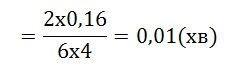 = 2x0,16 / 6x4 = 0,01(хв)